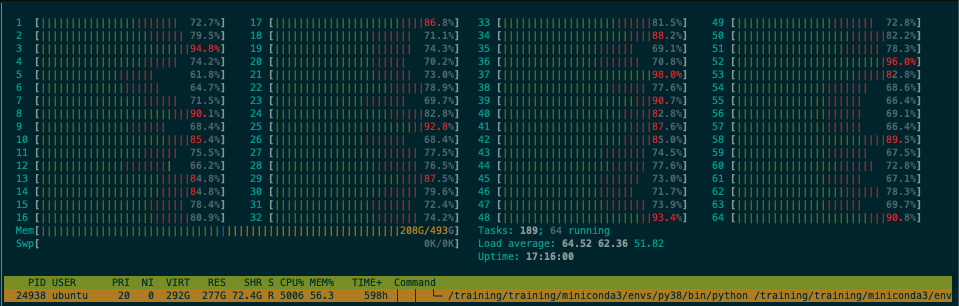 1 [ 72.7%] 17 [ 86.8%] 33 [ 81.5%] 49 [ 72.8%]
2 [ 79.5%] 18 [ 71.1%] 34 [ 88.2%] 50 [ 82.2%]
3 [ 94.8%] 19 [ 74.3%] 35 [ 69.1%] 51 [ 78.3%]
4 [ 74.2%] 20 [ 70.2%] 36 [ 70.8%] 52 [ 96.0%]
5 [ 61.8%] 21 [ 73.0%] 37 [ 98.0%] 53 [ 82.8%]
6 [ 64.7%] 22 [ 78.9%] 38 [ 77.6%] 54 [ 68.6%]
7 [ 71.5%] 23 [ 69.7%] 39 [ 90.7%] 55 [ 66.4%]
8 [ 90.1%] 24 [ 82.8%] 40 [ 82.8%] 56 [ 69.1%]
9 [ 68.4%] 25 [ 92.8%] 41 [ 87.6%] 57 [ 66.4%]
10 [ 85.4%] 26 [ 68.4%] 42 [ 85.0%] 58 [ 89.5%]
11 [ 75.5%] 27 [ 77.5%] 43 [ 74.5%] 59 [ 67.5%]
12 [ 66.2%] 28 [ 76.5%] 44 [ 77.6%] 60 [ 72.8%]
13 [ 84.8%] 29 [ 87.5%] 45 [ 73.0%] 61 [ 67.1%]
14 [ 84.8%] 30 [ 79.6%] 46 [ 71.7%] 62 [ 78.3%]
15 [ 78.4%] 31 [ 72.4%] 47 [ 73.9%] 63 [ 69.7%]
16 [ 80.9%] 32 [ 74.2%] 48 [ 93.4%] 64 [ 90.8%]
Mem[ 208G/493G] Tasks: 189; 64 running
Swp[ 0K/0K] Load average: 64.52 62.36 51.82
Uptime: 17:16:00
PID USER PRI NI VIRT RES SHR S CPU% MEM% TIME+ Command
24938 ubuntu 20 0 292G 277G 72.4G R 5006 56.3 598h │ │ └─ /training/training/miniconda3/envs/py38/bin/python /training/training/miniconda3/env